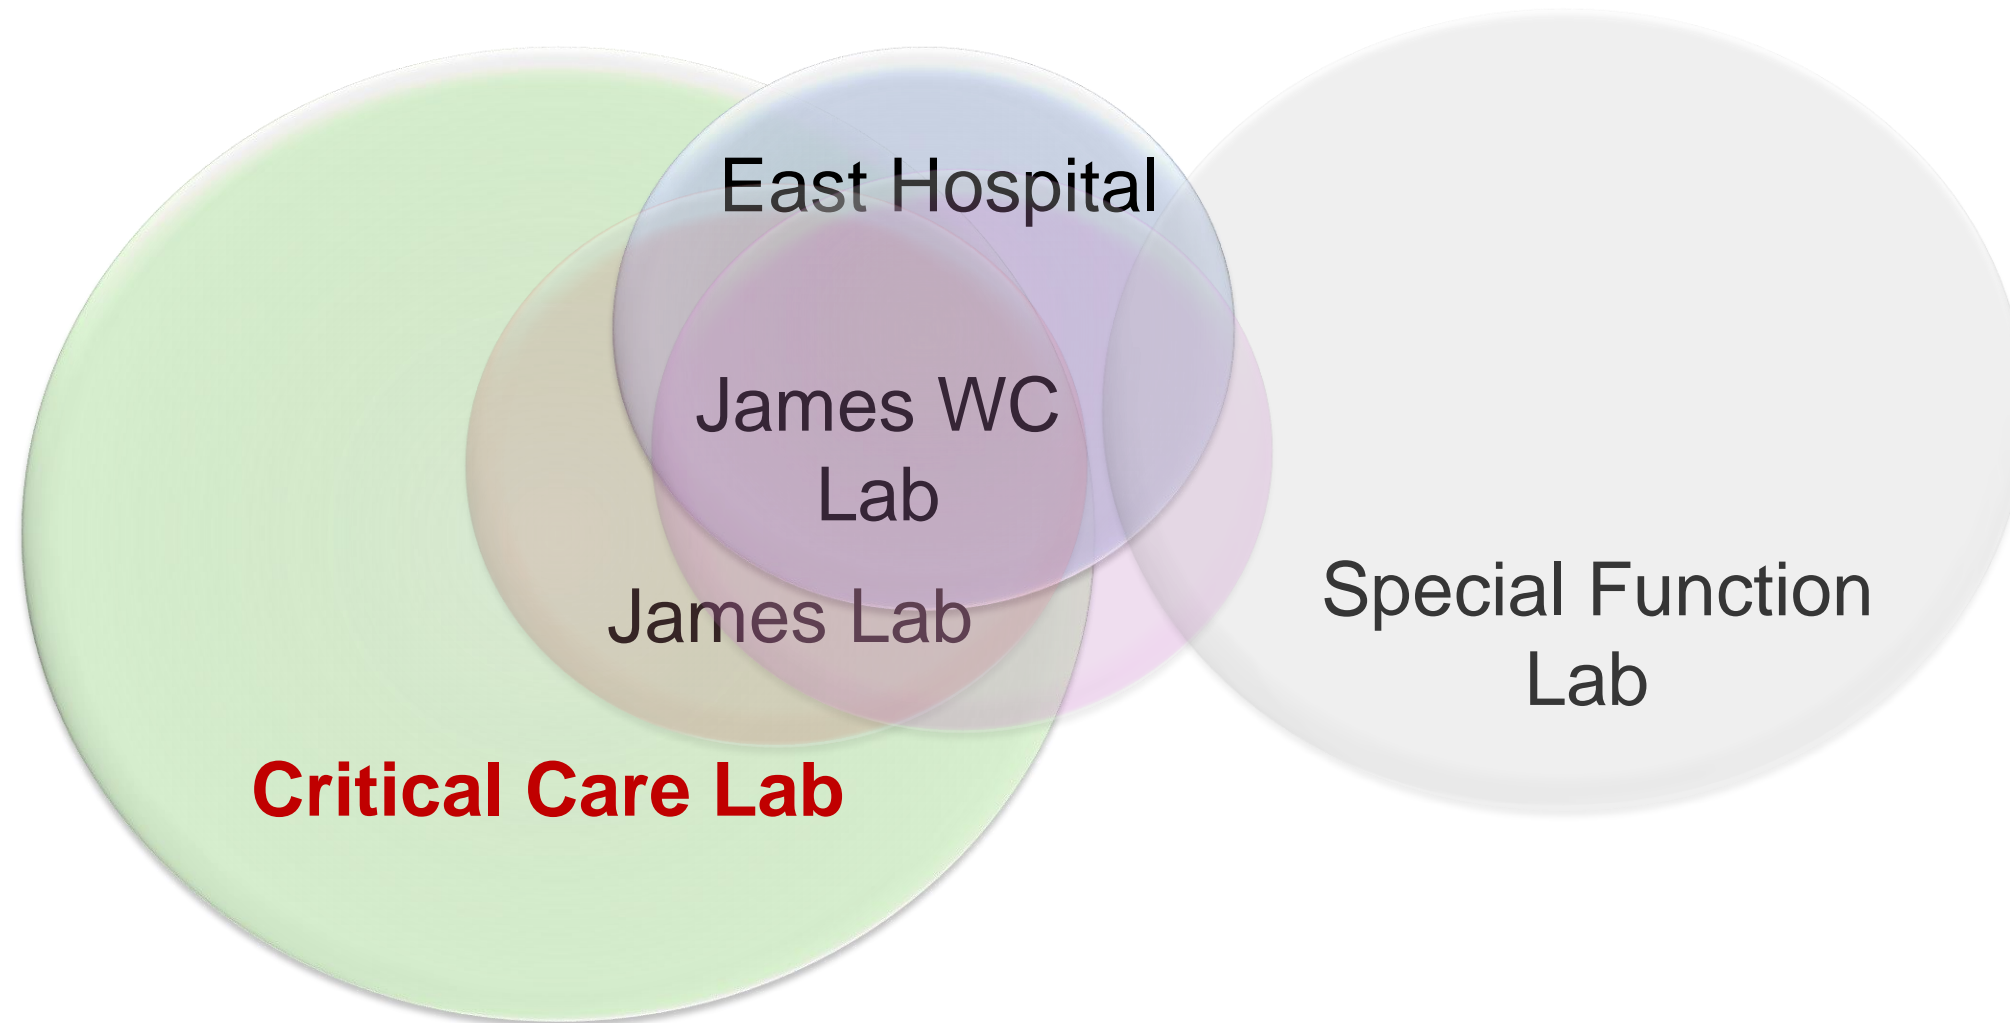 East Hospital
James WC
Lab
James Lab
Special Function
Lab
Critical Care Lab